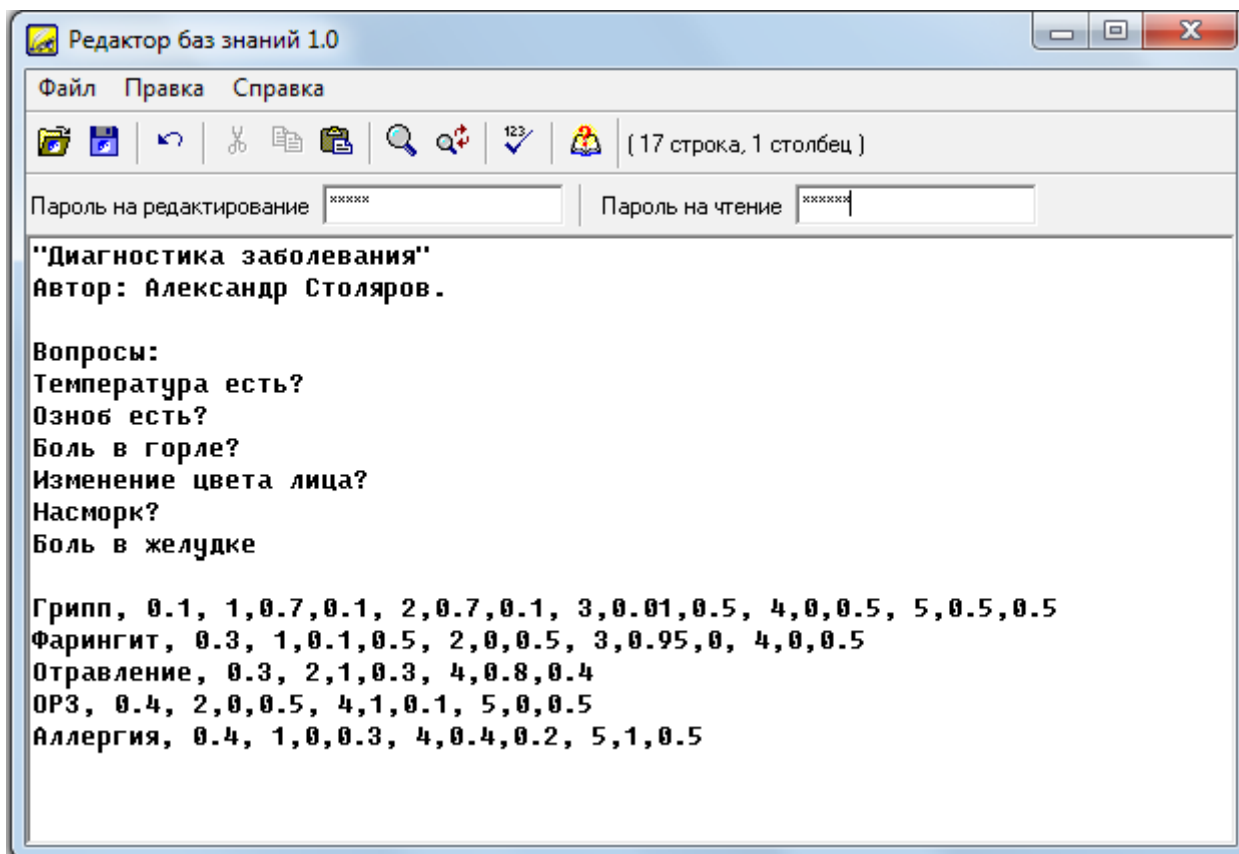 Редактор баз знаний 1.0
Файл Правка Справка
123 ( 17 строка, 1 столбец )
Пароль на редактирование ***** Пароль на чтение ******
"Диагностика заболевания"
Автор: Александр Столяров.
Вопросы:
Температура есть?
Озноб есть?
Боль в горле?
Изменение цвета лица?
Насморк?
Боль в желудке
Грипп, 0.1, 1,0.7,0.1, 2,0.7,0.1, 3,0.01,0.5, 4,0,0.5, 5,0.5,0.5
Фарингит, 0.3, 1,0.1,0.5, 2,0,0.5, 3,0.95,0, 4,0,0.5
Отравление, 0.3, 2,1,0.3, 4,0.8,0.4
ОРЗ, 0.4, 2,0,0.5, 4,1,0.1, 5,0,0.5
Аллергия, 0.4, 1,0,0.3, 4,0.4,0.2, 5,1,0.5